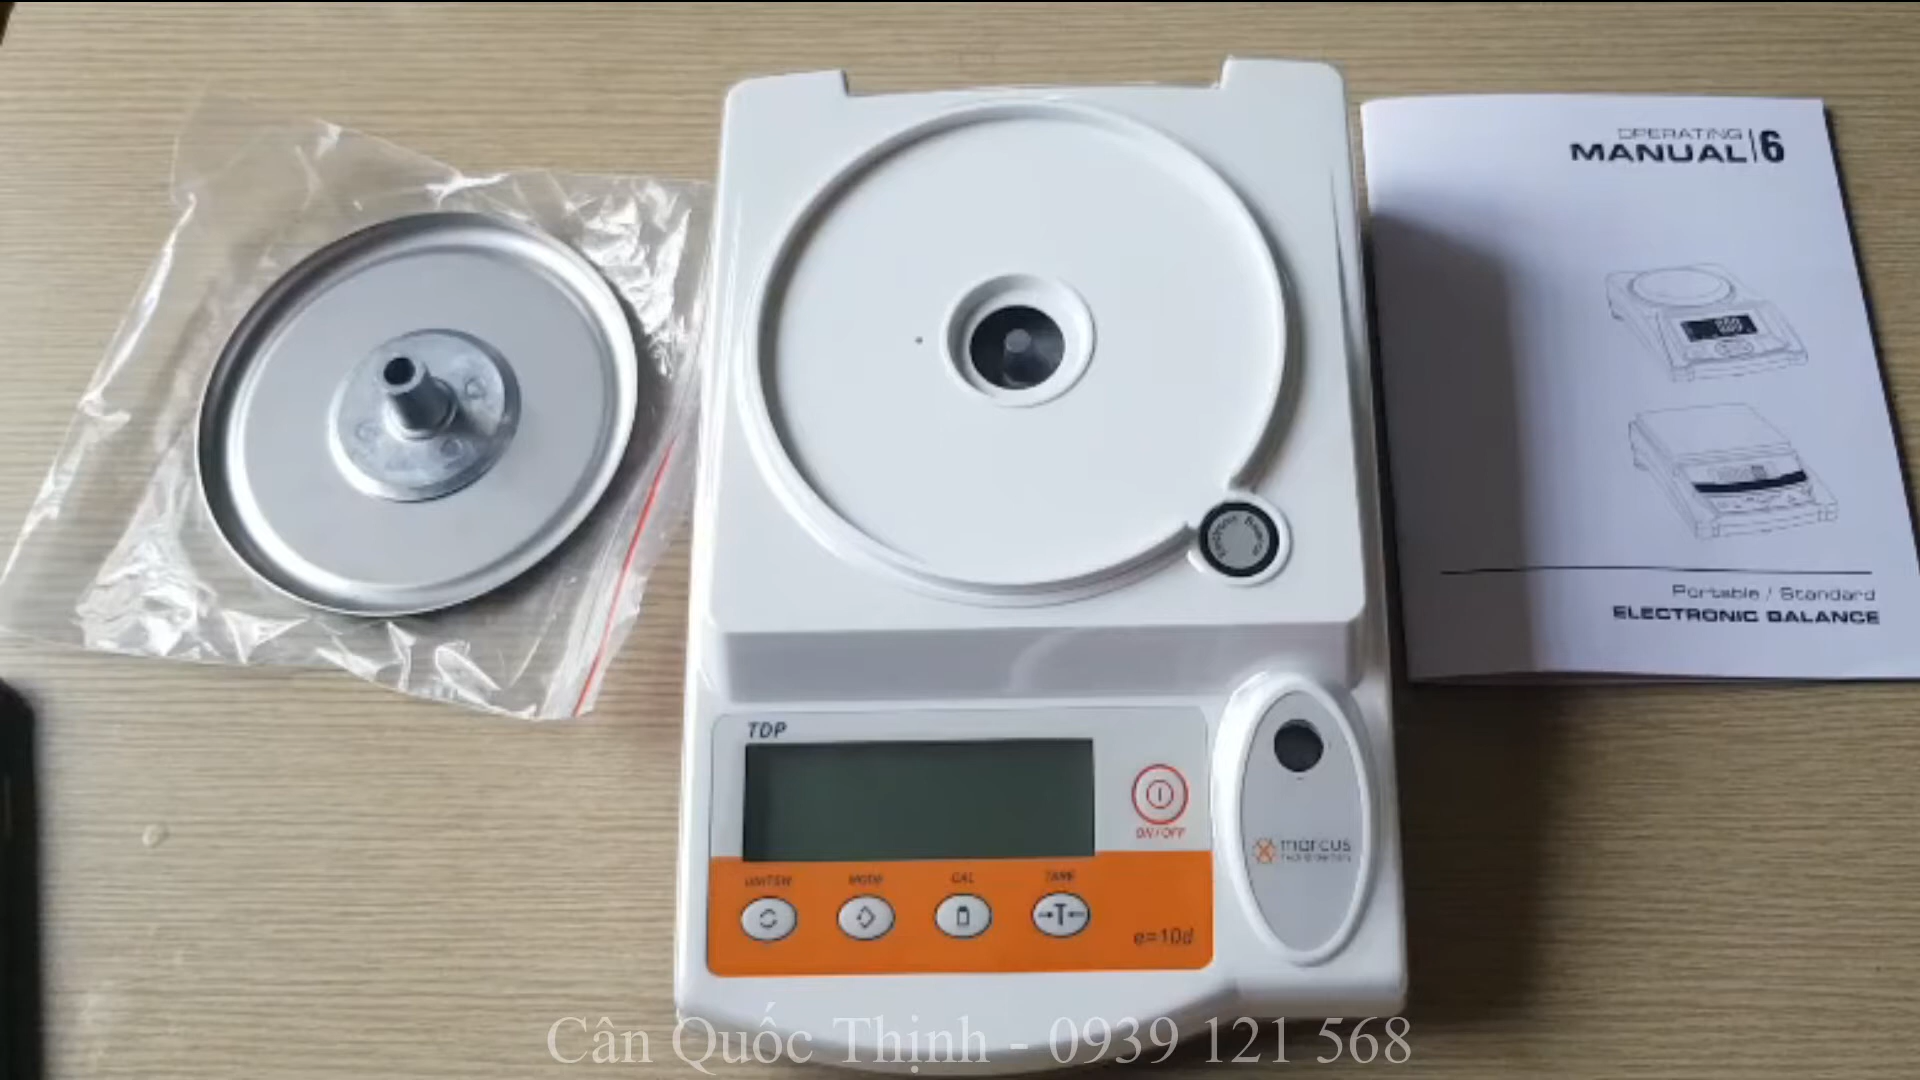 OPERATING
MANUAL|6
Portable / Standard
ELECTRONIC BALANCE
TDP
ON/OFF
MODE
CAL
TARE
e=10d
marcus
Cân Quốc Thịnh - 0939 121 568